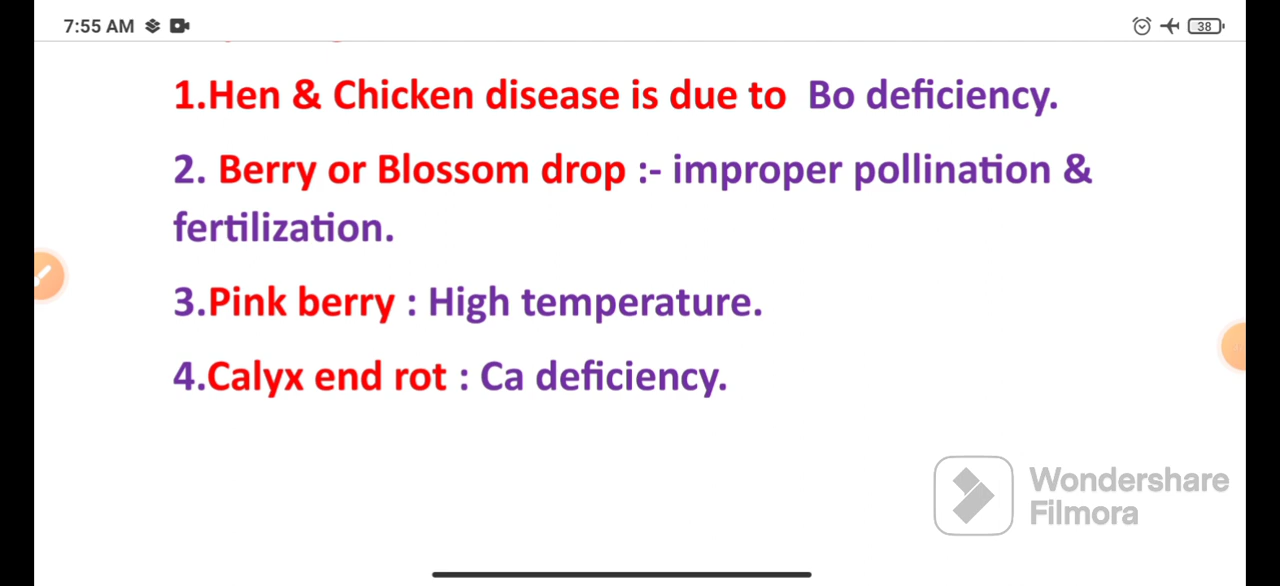 7:55 AM
38
1.Hen & Chicken disease is due to Bo deficiency.
2. Berry or Blossom drop :- improper pollination &
fertilization.
3.Pink berry : High temperature.
4.Calyx end rot : Ca deficiency.
Wondershare
Filmora